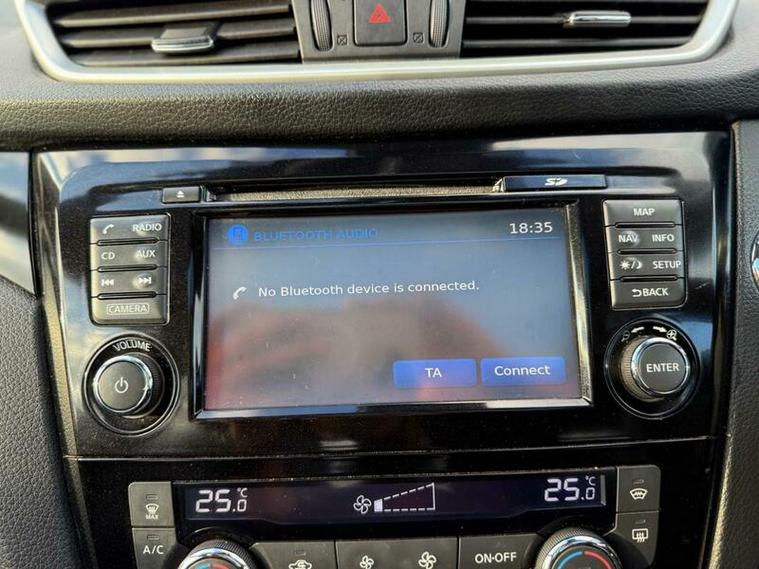 SD
RADIO
CD AUX
CAMERA
VOLUME
BLUETOOTH AUDIO 18:35
No Bluetooth device is connected.
TA Connect
MAP
NAV INFO
SETUP
BACK
ENTER
MAX
25.0 °C
25.0 °C
A/C
ON-OFF